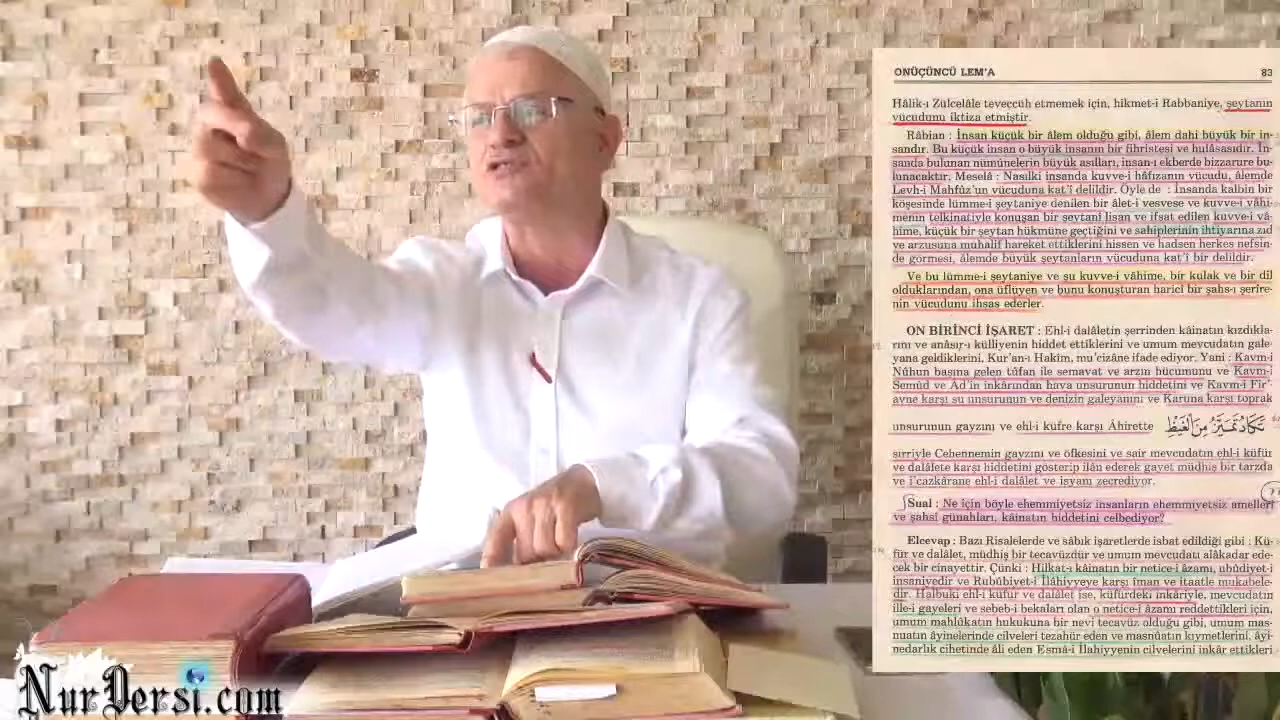 ONÜÇÜNCÜ LEM'A 83
Hâlik-ı Zülcelâle teveccüh etmemek için, hikmet-i Rabbaniye, şeytanın
vücudunu iktiza etmiştir.
Râbian : İnsan küçük bir âlem olduğu gibi, âlem dahi büyük bir in-
sandır. Bu küçük insan o büyük insanın bir fihristesi ve hulâsasıdır. İn-
sanda bulunan nümûnelerin büyük asılları, insan-ı ekberde bizzarure bu-
lunacaktır. Meselâ : Nasılki insanda kuvve-i hâfızanın vücudu, âlemde
Levh-i Mahfûz'un vücuduna kat'î delildir. Öyle de : İnsanda kalbin bir
köşesinde lümme-i şeytaniye denilen bir âlet-i vesvese ve kuvve-i vâhi-
menin telkinatiyle konuşan bir şeytanî lisan ve ifsat edilen kuvve-i vâ-
hime, küçük bir şeytan hükmüne geçtiğini ve sahiplerinin ihtiyarına zıd
ve arzusuna muhalif hareket ettiklerini hissen ve hadsen herkes nefsin-
de görmesi, âlemde büyük şeytanların vücuduna kat'î bir delildir.
Ve bu lümme-i şeytaniye ve şu kuvve-i vâhime, bir kulak ve bir dil
olduklarından, ona üflüyen ve bunu konuşturan haricî bir şahs-ı şerîre-
nin vücudunu ihsas ederler.
ON BİRİNCİ İŞARET : Ehl-i dalâletin şerrinden kâinatın kızdıkla-
rını ve anâsır-ı külliyenin hiddet ettiklerini ve umum mevcudatın gale-
yana geldiklerini, Kur'an-ı Hakîm, mu'cizâne ifade ediyor. Yani : Kavm-i
Nûhun başına gelen tûfan ile semavat ve arzın hücumunu ve Kavm-i
Semûd ve Âd'in inkârından hava unsurunun hiddetini ve Kavm-i Fir'-
avne karşı su unsurunun ve denizin galeyanını ve Karuna karşı toprak
unsurunun gayzını ve ehl-i küfre karşı Âhirette تَكَادُ تَمَيَّزُ مِنَ الْغَيْظِ
sırriyle Cehennemin gayzını ve öfkesini ve sair mevcudatın ehl-i küfür
ve dalâlete karşı hiddetini gösterip ilân ederek gayet müdhiş bir tarzda
ve i'cazkârane ehl-i dalâlet ve isyanı zecrediyor.
Sual : Ne için böyle ehemmiyetsiz insanların ehemmiyetsiz amelleri
ve şahsî günahları, kâinatın hiddetini celbediyor?
Elcevap : Bazı Risalelerde ve sâbık işaretlerde isbat edildiği gibi : Kü-
für ve dalâlet, müdhiş bir tecavüzdür ve umum mevcudatı alâkadar ede-
cek bir cinayettir. Çünki : Hilkat-ı kâinatın bir netice-i âzamı, ubûdiyet-i
insaniyedir ve Rubûbiyet-i İlâhiyyeye karşı îman ve itaatle mukabele-
dir. Halbuki ehl-i küfür ve dalâlet ise, küfürdeki inkâriyle, mevcudatın
ille-i gayeleri ve sebeb-i bekaları olan o netice-i âzamı reddettikleri için,
umum mahlûkatın hukukuna bir nevi tecavüz olduğu gibi, umum mas-
nuatın âyinelerinde cilveleri tezahür eden ve masnûatın kıymetlerini, âyi-
nedarlık cihetinde âli eden Esmâ-i İlahiyyenin cilvelerini inkâr ettikleri
NurDersi.com